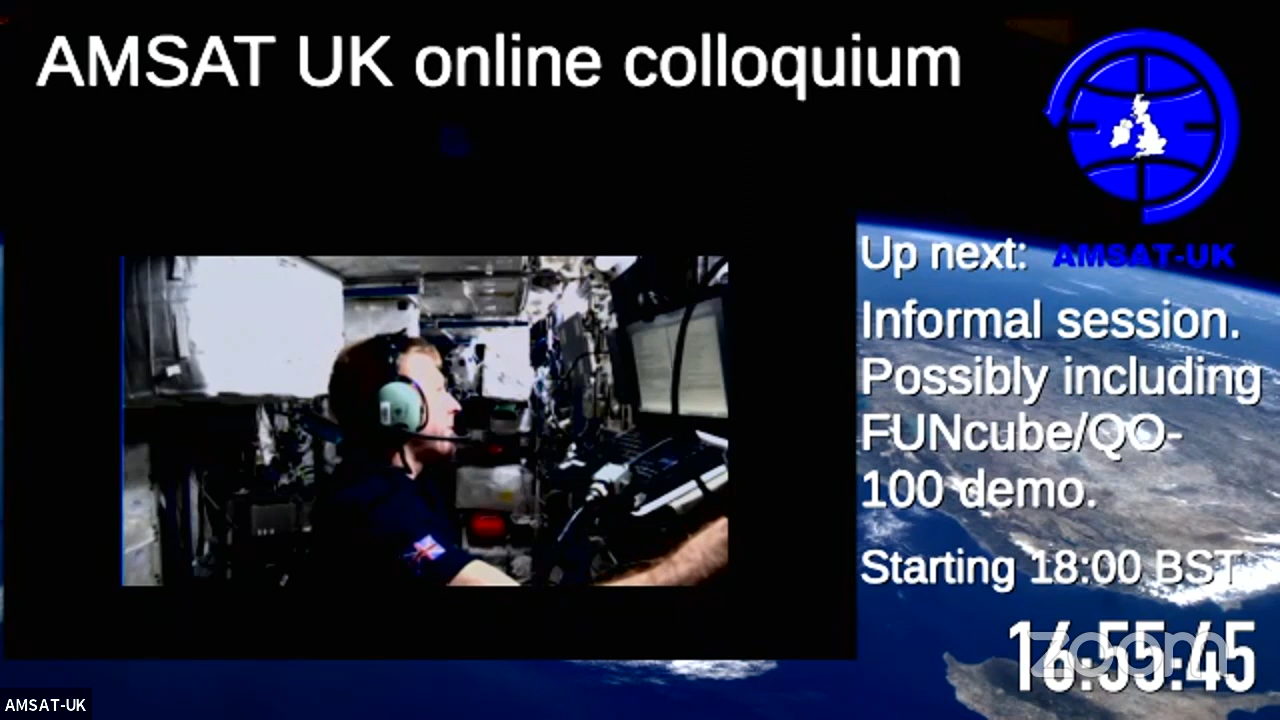 AMSAT UK online colloquium
AMSAT-UK
Up next:
Informal session.
Possibly including
FUNcube/QO-
100 demo.
Starting 18:00 BST
16:55:45
zoom
AMSAT-UK